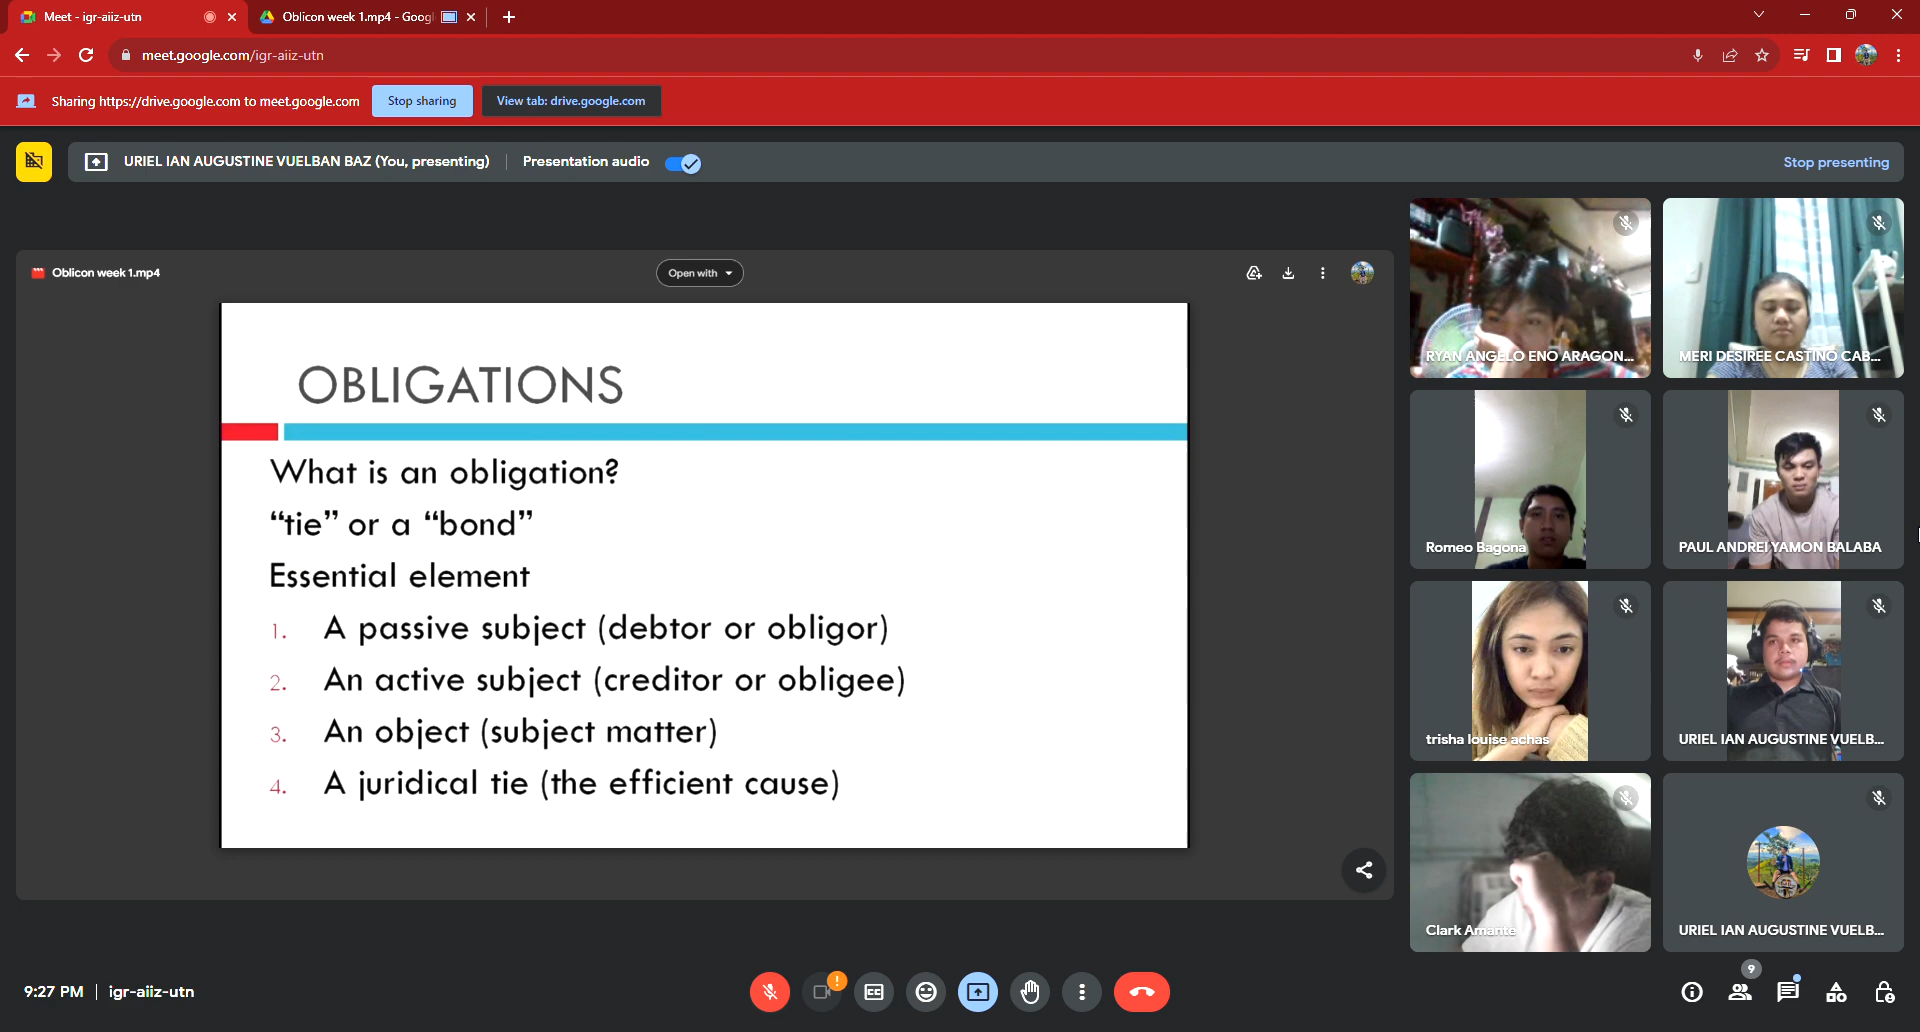 Meet - igr-aiiz-utn
Oblicon week 1.mp4 - Googl
meet.google.com/igr-aiiz-utn
Sharing https://drive.google.com to meet.google.com
Stop sharing
View tab: drive.google.com
URIEL IAN AUGUSTINE VUELBAN BAZ (You, presenting)
Presentation audio
Stop presenting
Oblicon week 1.mp4
Open with
OBLIGATIONS
What is an obligation?
“tie” or a “bond”
Essential element
1. A passive subject (debtor or obligor)
2. An active subject (creditor or obligee)
3. An object (subject matter)
4. A juridical tie (the efficient cause)
RYAN ANGELO ENO ARAGON...
MERI DESIREE CASTINO CAB...
Romeo Bagona
PAUL ANDREI YAMON BALABA
trisha louise achas
URIEL IAN AUGUSTINE VUELB...
Clark Amante
URIEL IAN AUGUSTINE VUELB...
9:27 PM | igr-aiiz-utn
CC
9